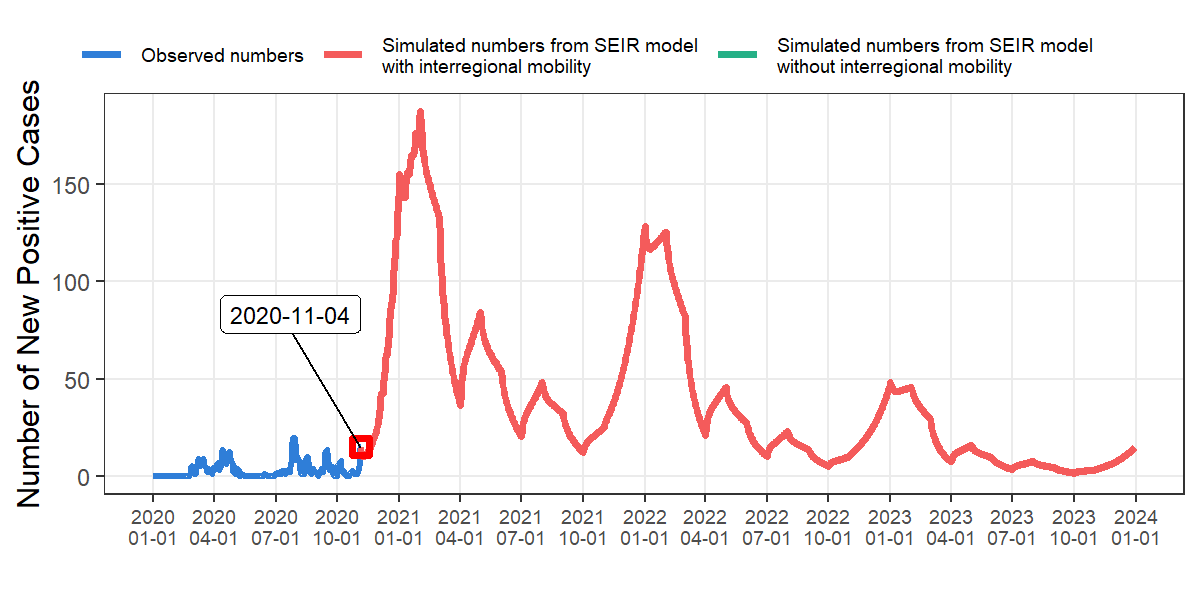 Observed numbers
Simulated numbers from SEIR model
with interregional mobility
Simulated numbers from SEIR model
without interregional mobility
Number of New Positive Cases
150
100
50
0
2020-11-04
2020 2020 2020 2020 2021 2021 2021 2021 2022 2022 2022 2022 2023 2023 2023 2023 2024
01-01 04-01 07-01 10-01 01-01 04-01 07-01 10-01 01-01 04-01 07-01 10-01 01-01 04-01 07-01 10-01 01-01